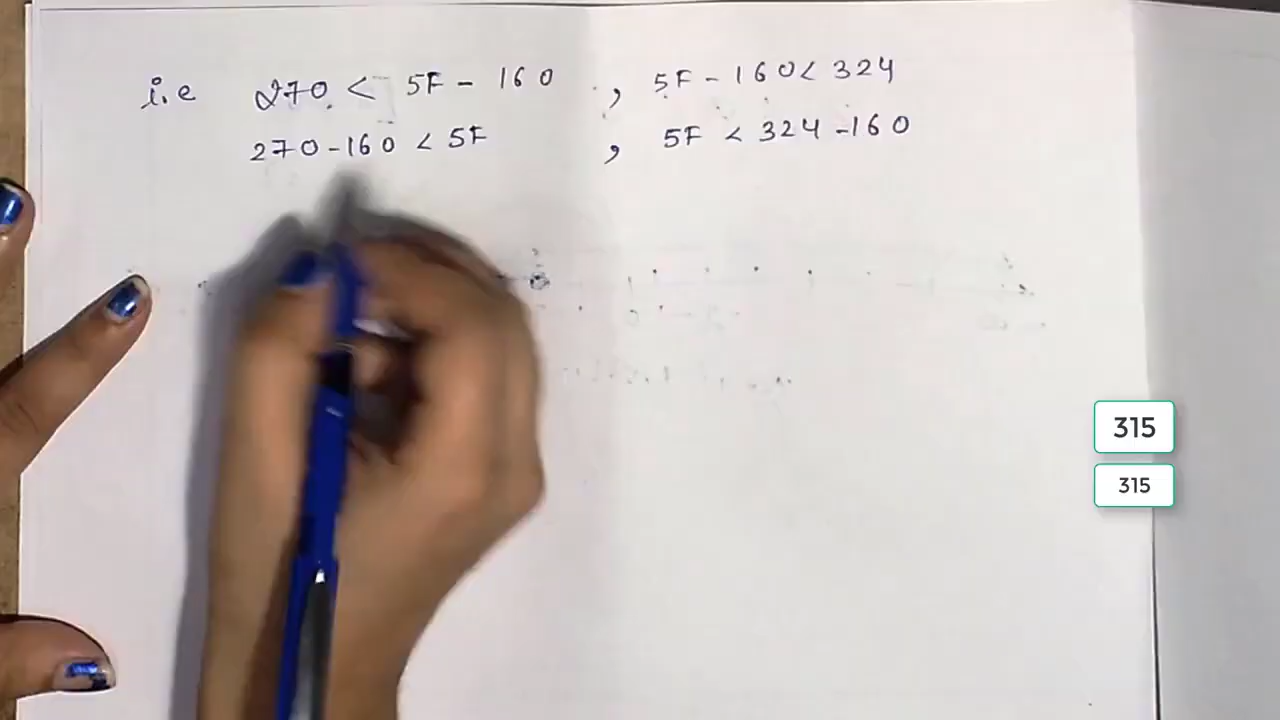 i.e 270 < 5F - 160 , 5F - 160 < 324
270 - 160 < 5F , 5F < 324 - 160
315
315